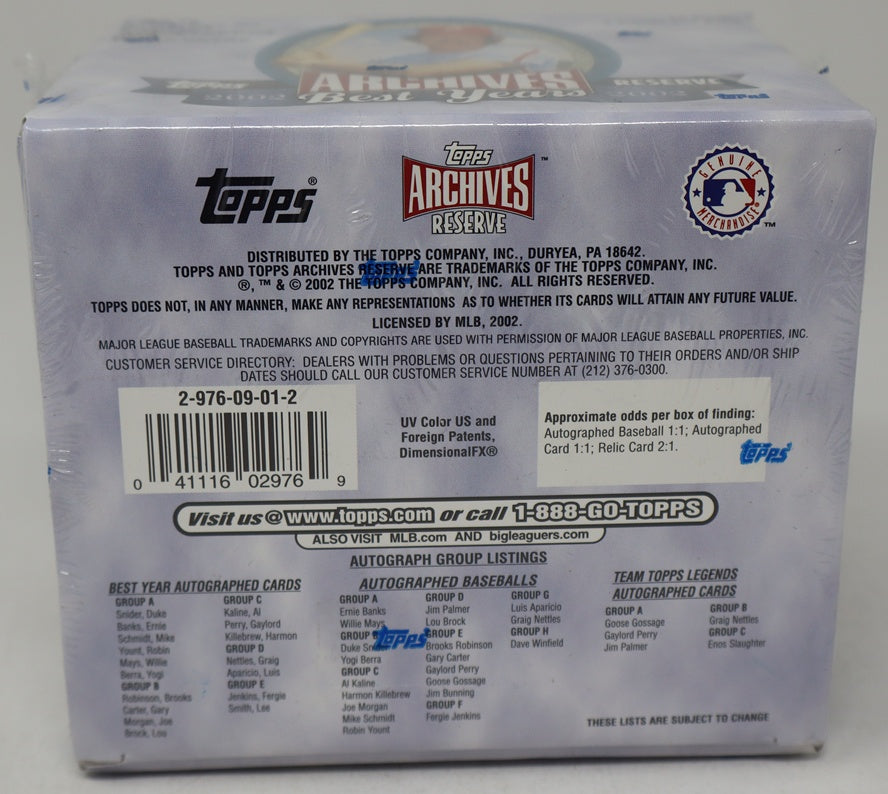 TOPPS ARCHIVES RESERVE
2002 Best Years 2002
Topps
Topps®
Topps
ARCHIVES™
RESERVE
GENUINE MERCHANDISE™
DISTRIBUTED BY THE TOPPS COMPANY, INC., DURYEA, PA 18642.
TOPPS AND TOPPS ARCHIVES RESERVE ARE TRADEMARKS OF THE TOPPS COMPANY, INC.
®, ™ & © 2002 THE TOPPS COMPANY, INC. ALL RIGHTS RESERVED.
Topps
TOPPS DOES NOT, IN ANY MANNER, MAKE ANY REPRESENTATIONS AS TO WHETHER ITS CARDS WILL ATTAIN ANY FUTURE VALUE.
LICENSED BY MLB, 2002.
MAJOR LEAGUE BASEBALL TRADEMARKS AND COPYRIGHTS ARE USED WITH PERMISSION OF MAJOR LEAGUE BASEBALL PROPERTIES, INC.
CUSTOMER SERVICE DIRECTORY: DEALERS WITH PROBLEMS OR QUESTIONS PERTAINING TO THEIR ORDERS AND/OR SHIP
DATES SHOULD CALL OUR CUSTOMER SERVICE NUMBER AT (212) 376-0300.
2-976-09-01-2
0 41116 02976 9
UV Color US and
Foreign Patents,
DimensionalFX®
Approximate odds per box of finding:
Autographed Baseball 1:1; Autographed
Card 1:1; Relic Card 2:1.
Topps
Visit us @ www.topps.com or call 1-888-GO-TOPPS
ALSO VISIT MLB.com AND bigleaguers.com
AUTOGRAPH GROUP LISTINGS
BEST YEAR AUTOGRAPHED CARDS
GROUP A
Snider, Duke
Banks, Ernie
Schmidt, Mike
Yount, Robin
Mays, Willie
Berra, Yogi
GROUP B
Robinson, Brooks
Carter, Gary
Morgan, Joe
Brock, Lou
GROUP C
Kaline, Al
Perry, Gaylord
Killebrew, Harmon
GROUP D
Nettles, Graig
Aparicio, Luis
GROUP E
Jenkins, Fergie
Smith, Lee
AUTOGRAPHED BASEBALLS
GROUP A
Ernie Banks
Willie Mays
GROUP
Duke Snider
Yogi Berra
GROUP C
Al Kaline
Harmon Killebrew
Joe Morgan
Mike Schmidt
Robin Yount
Topps
GROUP D
Jim Palmer
Lou Brock
GROUP E
Brooks Robinson
Gary Carter
Gaylord Perry
Goose Gossage
Jim Bunning
GROUP F
Fergie Jenkins
GROUP G
Luis Aparicio
Graig Nettles
GROUP H
Dave Winfield
TEAM TOPPS LEGENDS
AUTOGRAPHED CARDS
GROUP A
Goose Gossage
Gaylord Perry
Jim Palmer
GROUP B
Graig Nettles
GROUP C
Enos Slaughter
THESE LISTS ARE SUBJECT TO CHANGE